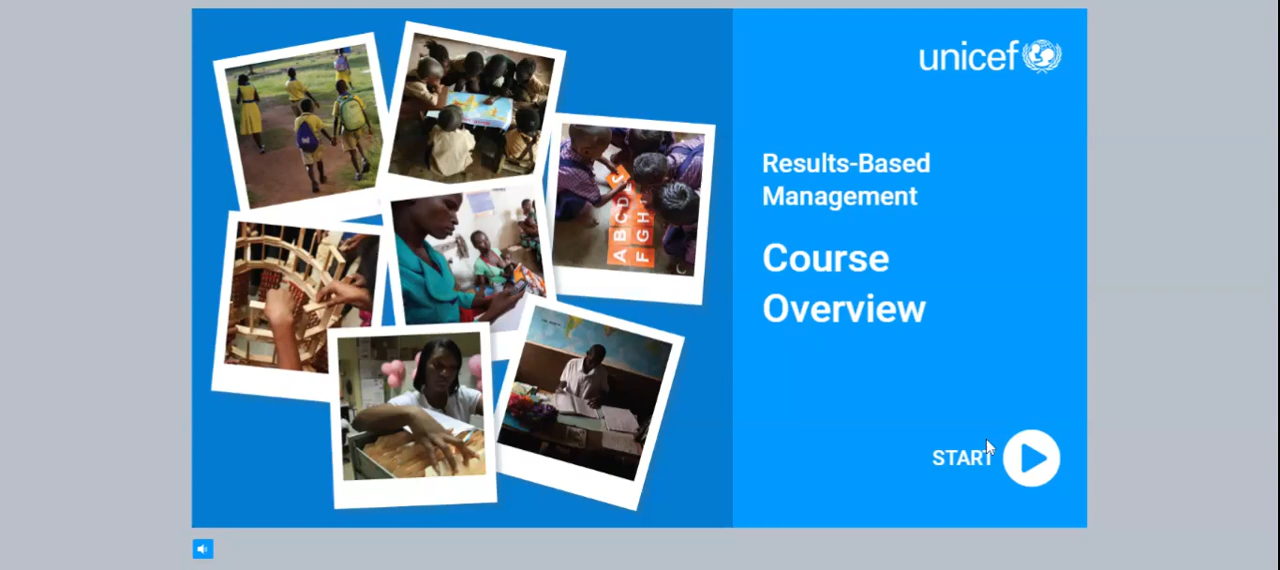 unicef
Results-Based
Management
Course
Overview
START
A B C D E
F G H